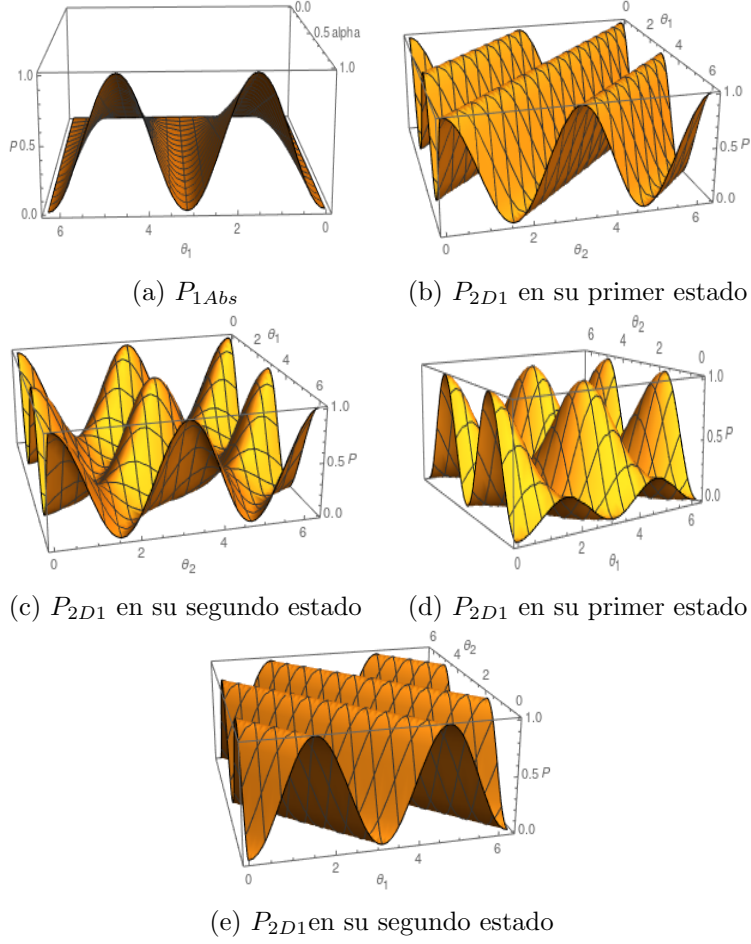 0.0
0.5 alpha
1.0
1.0
P 0.5
0.0
6 4 2 0
θ1
(a) P1Abs
0
2 θ1
4
6
1.0
0.5 P
0.0
0 2 4 6
θ2
(b) P2D1 en su primer estado
0
2 θ1
4
6
1.0
0.5 P
0.0
0 2 4 6
θ2
(c) P2D1 en su segundo estado
6 θ2
4
2
0
1.0
0.5 P
0.0
0 2 4 6
θ1
(d) P2D1 en su primer estado
6
4 θ2
2
0
1.0
0.5 P
0.0
0 2 4 6
θ1
(e) P2D1en su segundo estado